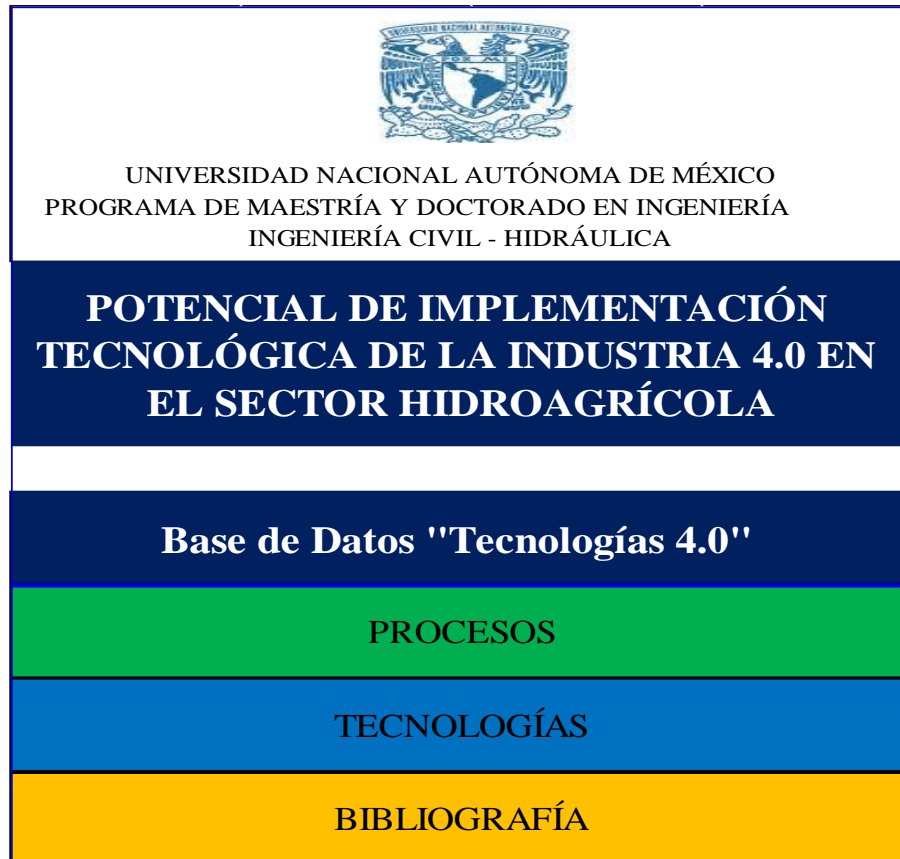 UNIVERSIDAD NACIONAL AUTÓNOMA DE MÉXICO
PROGRAMA DE MAESTRÍA Y DOCTORADO EN INGENIERÍA
INGENIERÍA CIVIL - HIDRÁULICA
POTENCIAL DE IMPLEMENTACIÓN
TECNOLÓGICA DE LA INDUSTRIA 4.0 EN
EL SECTOR HIDROAGRÍCOLA
Base de Datos "Tecnologías 4.0"
PROCESOS
TECNOLOGÍAS
BIBLIOGRAFÍA